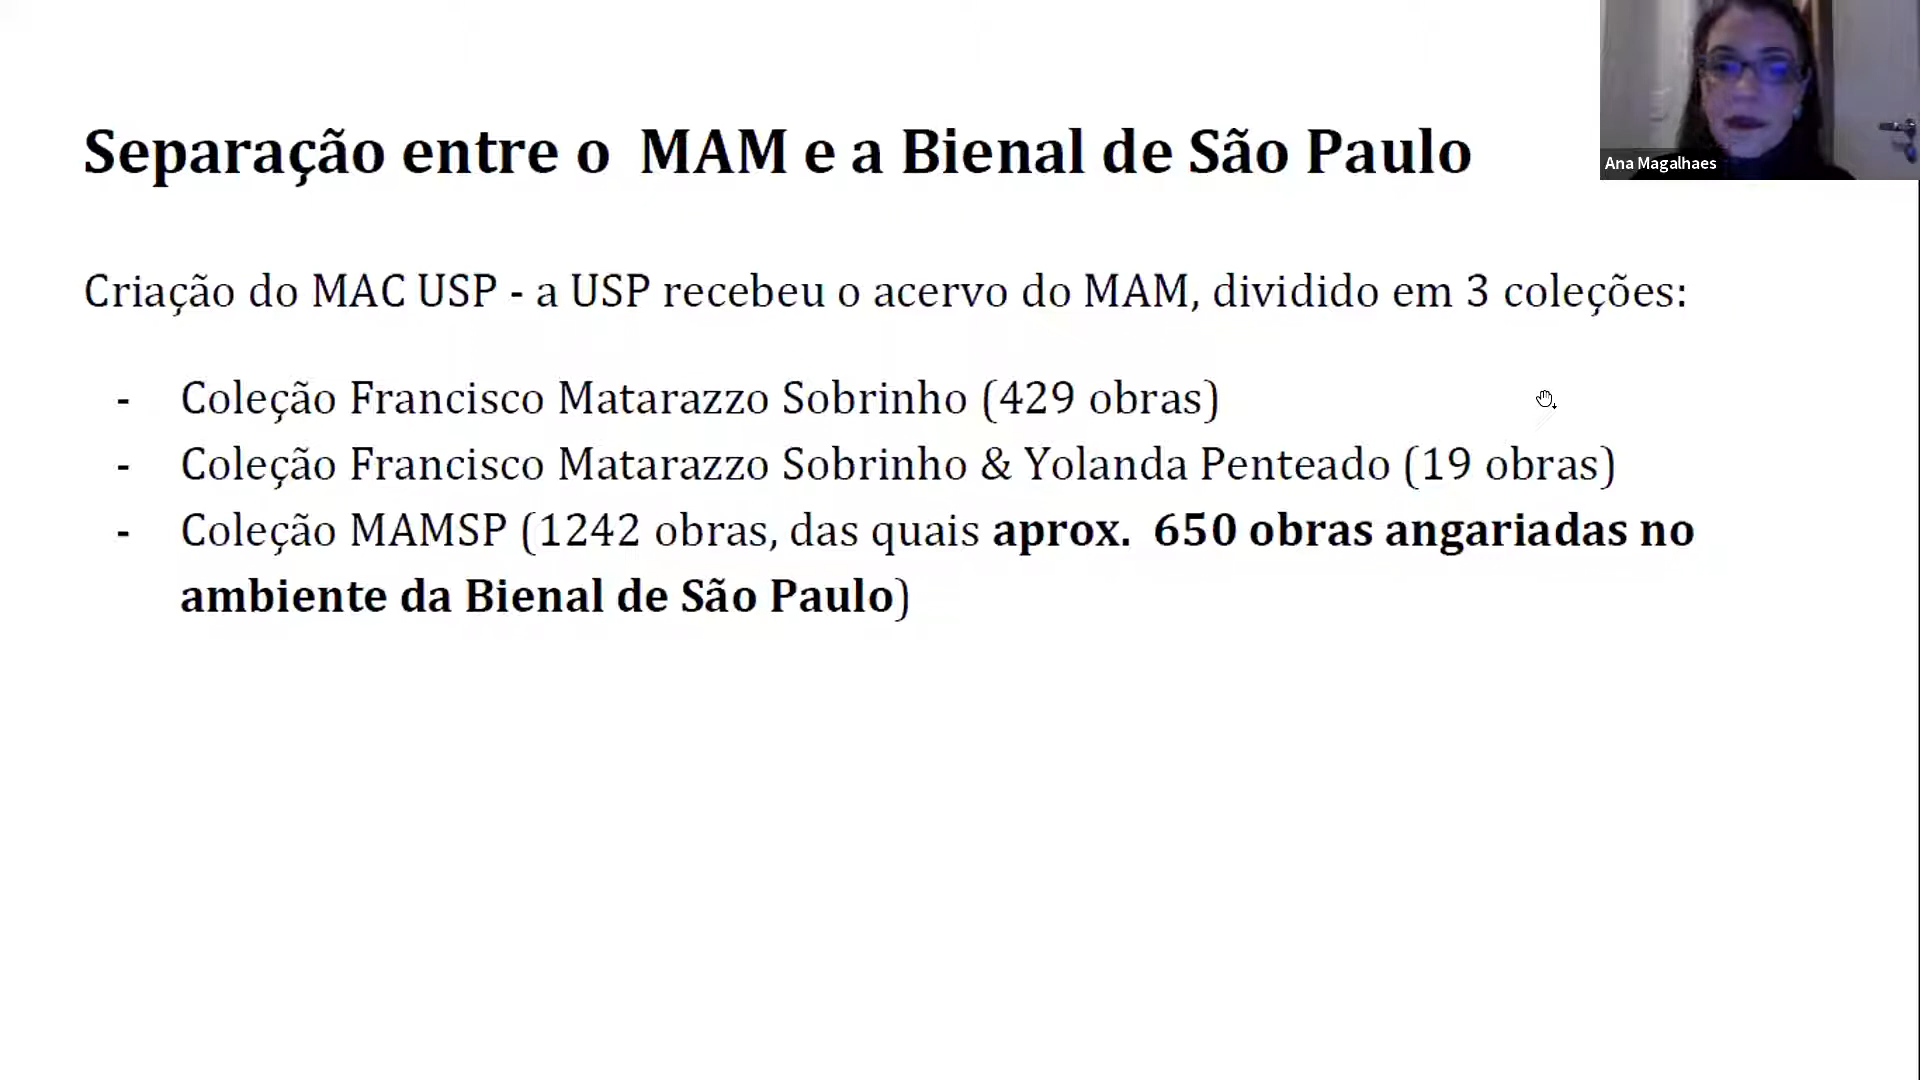 Separação entre o MAM e a Bienal de São Paulo
Ana Magalhaes
Criação do MAC USP - a USP recebeu o acervo do MAM, dividido em 3 coleções:
- Coleção Francisco Matarazzo Sobrinho (429 obras)
- Coleção Francisco Matarazzo Sobrinho & Yolanda Penteado (19 obras)
- Coleção MAMSP (1242 obras, das quais aprox. 650 obras angariadas no
ambiente da Bienal de São Paulo)